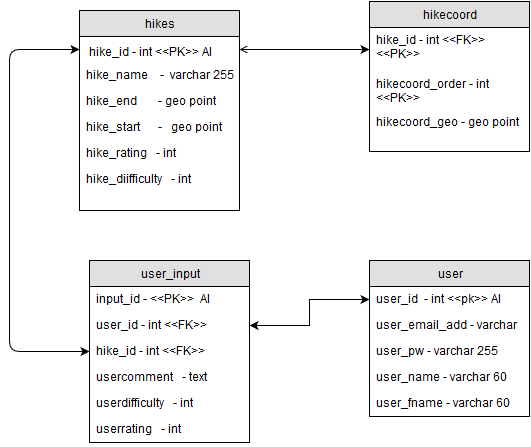 hikes
hike_id - int <<PK>> AI
hike_name - varchar 255
hike_end - geo point
hike_start - geo point
hike_rating - int
hike_diifficulty - int
hikecoord
hike_id - int <<FK>>
<<PK>>
hikecoord_order - int
<<PK>>
hikecoord_geo - geo point
user_input
input_id - <<PK>> AI
user_id - int <<FK>>
hike_id - int <<FK>>
usercomment - text
userdifficulty - int
userrating - int
user
user_id - int <<pk>> AI
user_email_add - varchar
user_pw - varchar 255
user_name - varchar 60
user_fname - varchar 60